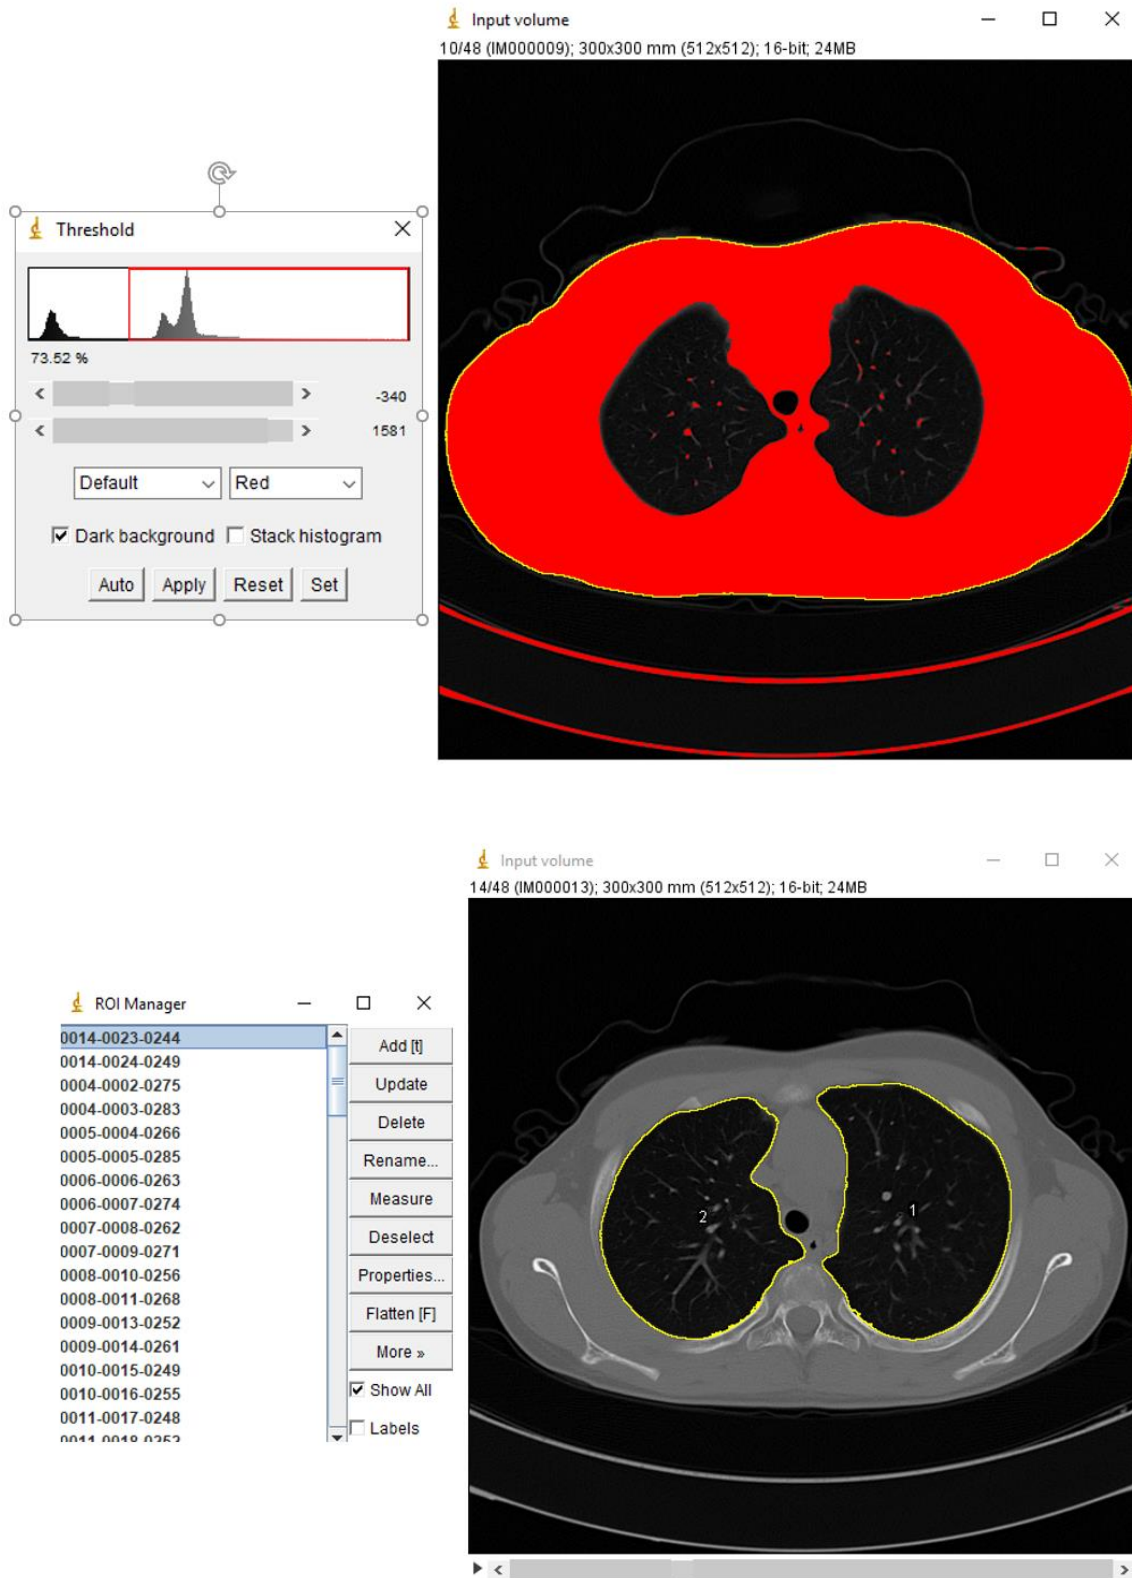 Input volume
10/48 (IM000009); 300x300 mm (512x512); 16-bit; 24MB
Threshold
73.52 %
-340
1581
Default
Red
Dark background
Stack histogram
Auto
Apply
Reset
Set
Input volume
14/48 (IM000013); 300x300 mm (512x512); 16-bit; 24MB
2
1
ROI Manager
0014-0023-0244
0014-0024-0249
0004-0002-0275
0004-0003-0283
0005-0004-0266
0005-0005-0285
0006-0006-0263
0006-0007-0274
0007-0008-0262
0007-0009-0271
0008-0010-0256
0008-0011-0268
0009-0013-0252
0009-0014-0261
0010-0015-0249
0010-0016-0255
0011-0017-0248
Add [t]
Update
Delete
Rename...
Measure
Deselect
Properties...
Flatten [F]
More »
Show All
Labels